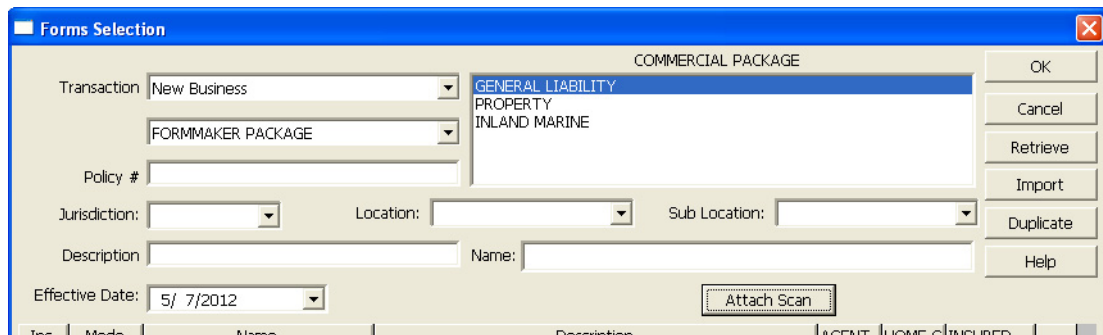 Forms Selection
COMMERCIAL PACKAGE
Transaction New Business
GENERAL LIABILITY
PROPERTY
INLAND MARINE
FORMMAKER PACKAGE
Policy #
Jurisdiction: Location: Sub Location:
Description Name:
Effective Date: 5/ 7/2012 Attach Scan
OK
Cancel
Retrieve
Import
Duplicate
Help
Mode Name Description AGENT HOME O INSURED